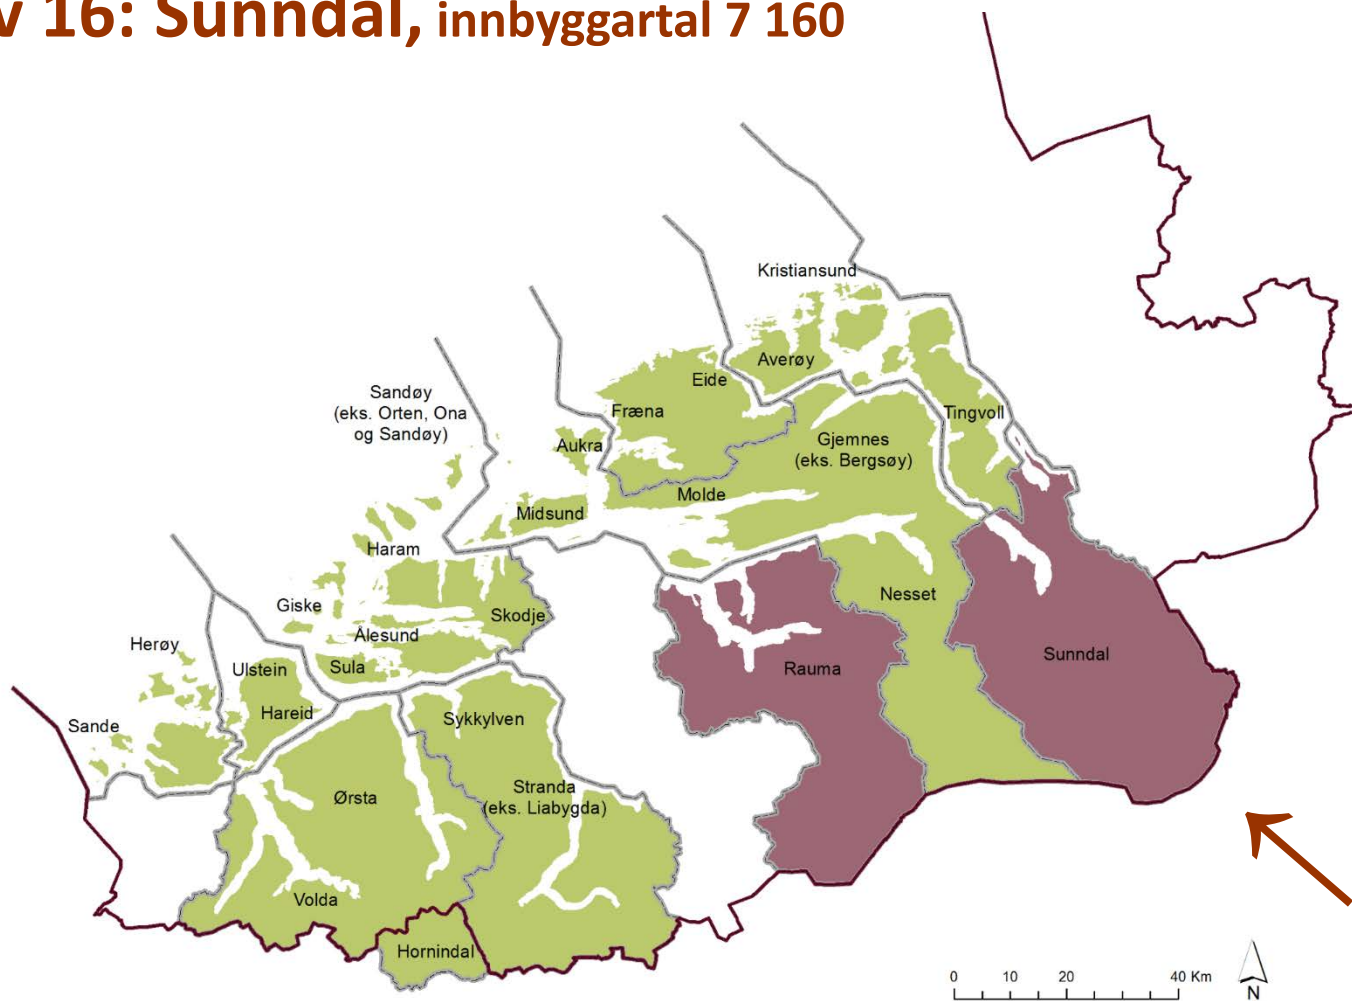 v 16: Sunndal, innbyggartal 7 160
Kristiansund
Averøy
Eide
Sandøy
(eks. Orten, Ona
og Sandøy)
Fræna
Tingvoll
Aukra
Gjemnes
(eks. Bergsøy)
Molde
Midsund
Haram
Nesset
Giske
Skodje
Ålesund
Herøy
Sunndal
Ulstein
Sula
Rauma
Hareid
Sykkylven
Sande
Stranda
(eks. Liabygda)
Ørsta
Volda
Hornindal
0 10 20 40 Km
N